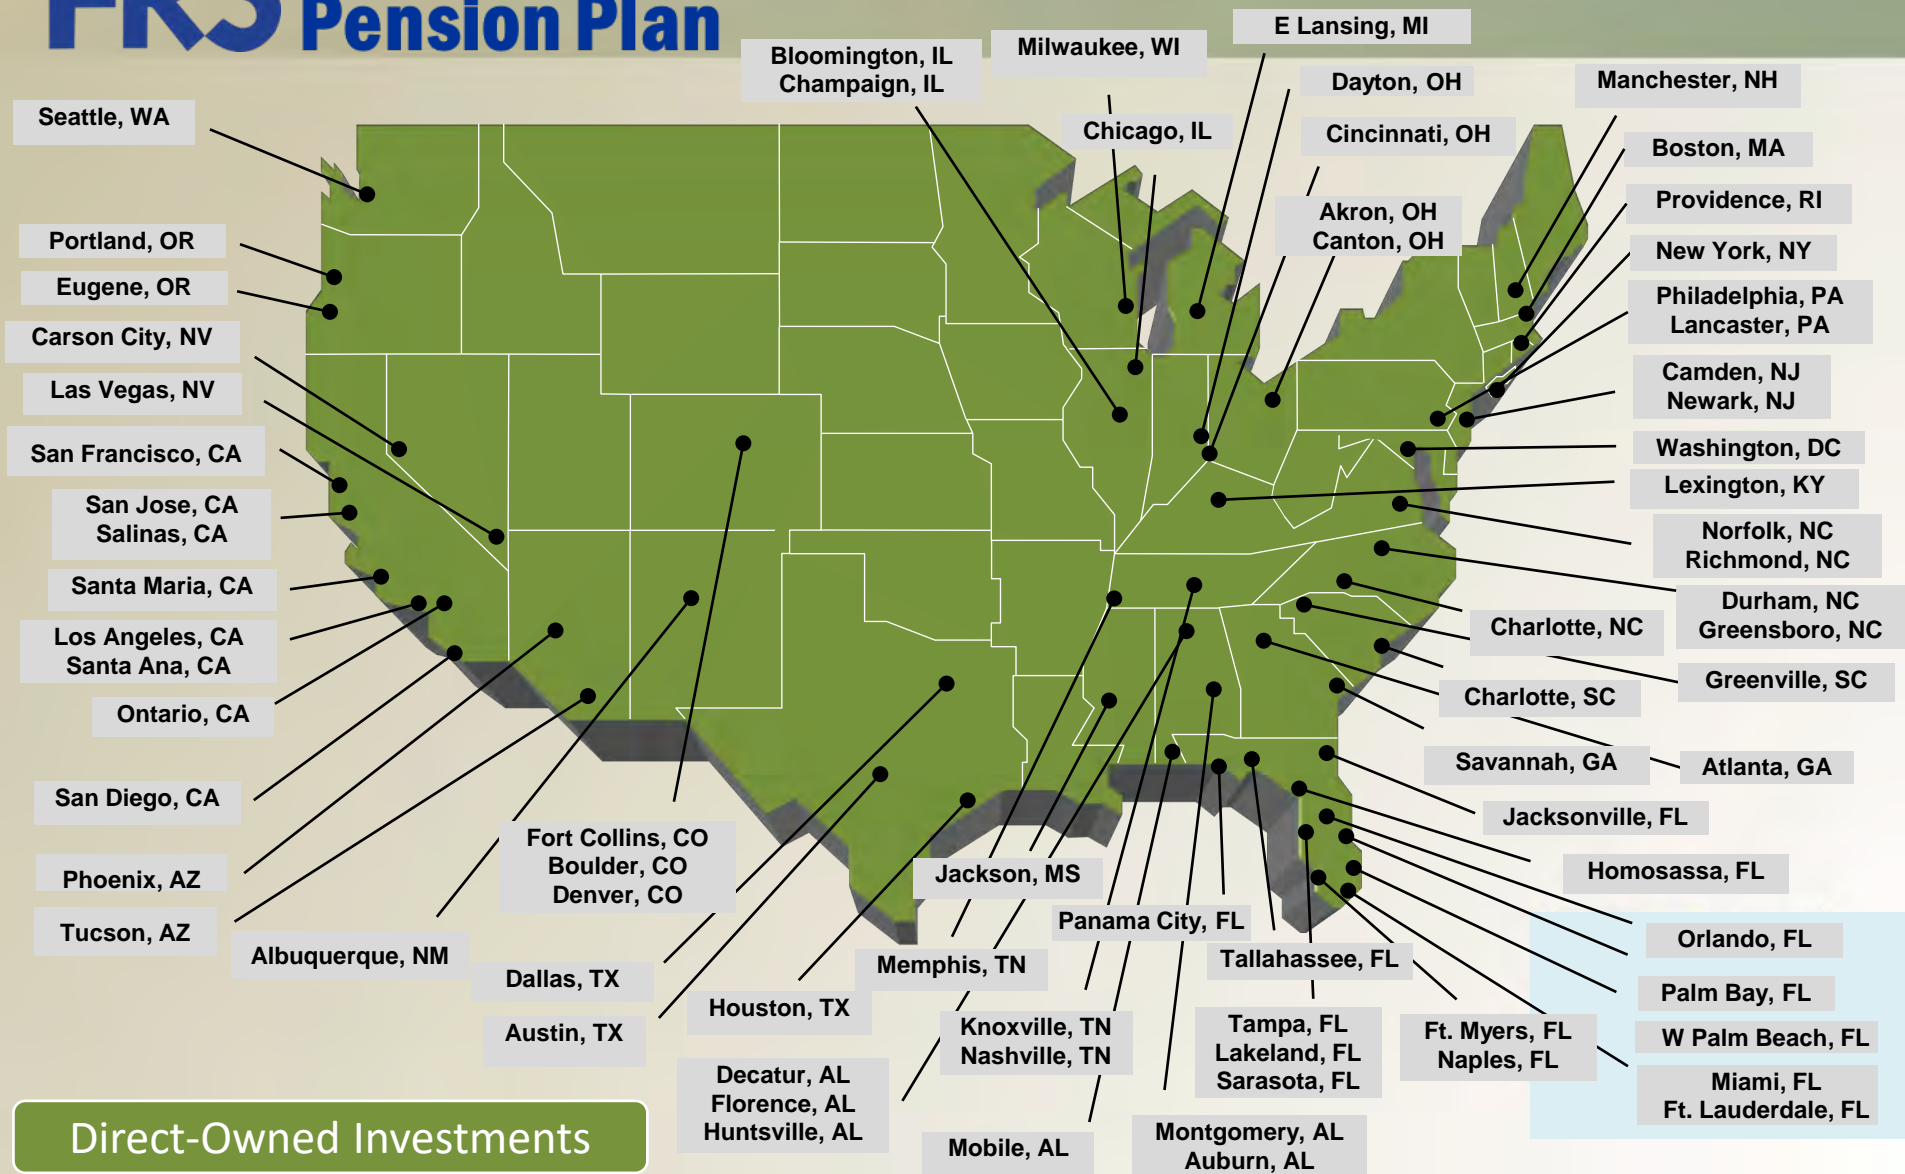 FRS Pension Plan
E Lansing, MI
Milwaukee, WI
Bloomington, IL
Champaign, IL
Dayton, OH
Manchester, NH
Seattle, WA
Chicago, IL
Cincinnati, OH
Boston, MA
Providence, RI
Akron, OH
Canton, OH
Portland, OR
New York, NY
Eugene, OR
Philadelphia, PA
Lancaster, PA
Carson City, NV
Las Vegas, NV
Camden, NJ
Newark, NJ
San Francisco, CA
Washington, DC
Lexington, KY
San Jose, CA
Salinas, CA
Norfolk, NC
Richmond, NC
Santa Maria, CA
Durham, NC
Greensboro, NC
Charlotte, NC
Los Angeles, CA
Santa Ana, CA
Greenville, SC
Charlotte, SC
Ontario, CA
Savannah, GA
Atlanta, GA
San Diego, CA
Jacksonville, FL
Fort Collins, CO
Boulder, CO
Denver, CO
Phoenix, AZ
Jackson, MS
Homosassa, FL
Tucson, AZ
Panama City, FL
Orlando, FL
Albuquerque, NM
Dallas, TX
Memphis, TN
Tallahassee, FL
Palm Bay, FL
Houston, TX
Austin, TX
Knoxville, TN
Nashville, TN
Tampa, FL
Lakeland, FL
Sarasota, FL
Ft. Myers, FL
Naples, FL
W Palm Beach, FL
Decatur, AL
Florence, AL
Huntsville, AL
Miami, FL
Ft. Lauderdale, FL
Direct-Owned Investments
Mobile, AL
Montgomery, AL
Auburn, AL